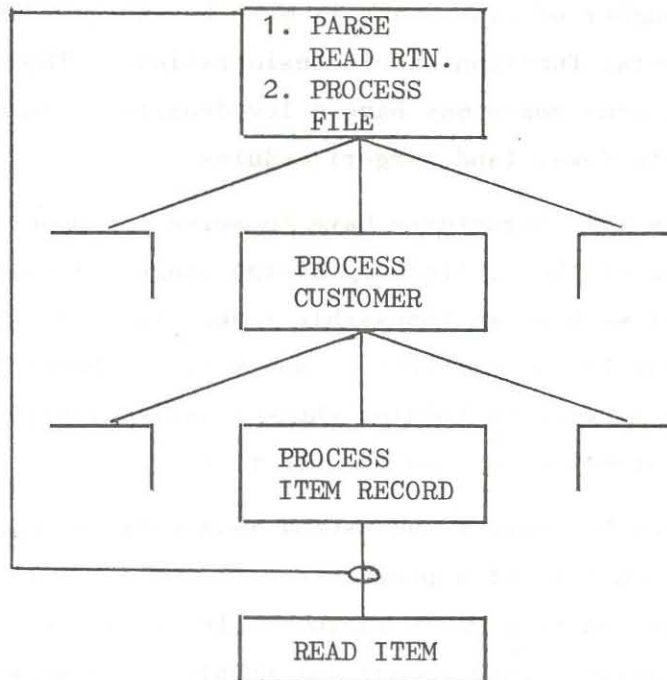 1. PARSE
READ RTN.
2. PROCESS
FILE
PROCESS
CUSTOMER
PROCESS
ITEM RECORD
READ ITEM